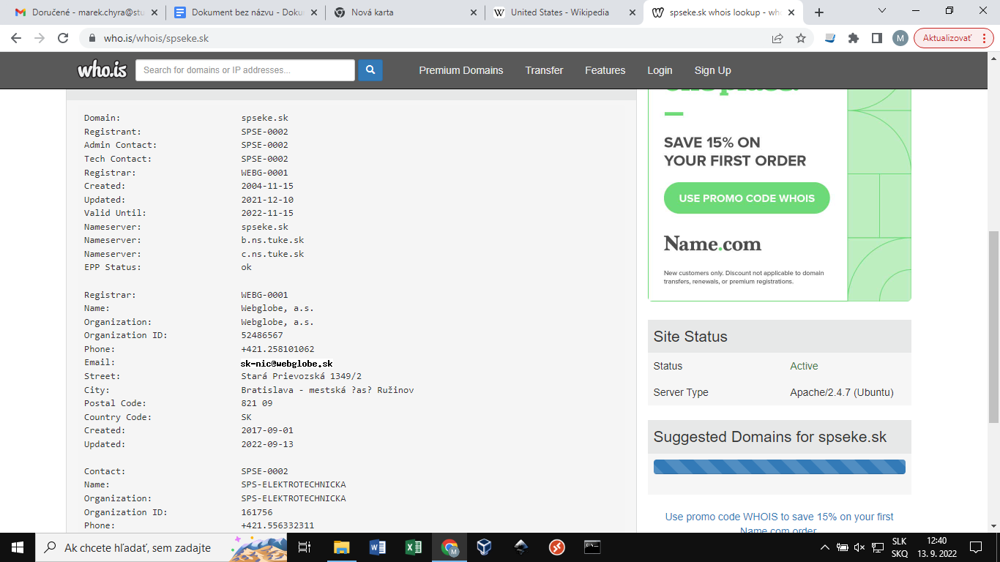 Doručené - marek.chyra@stu
Dokument bez názvu - Doku
Nová karta
United States - Wikipedia
spseke.sk whois lookup - who
who.is/whois/spseke.sk
M
Aktualizovať
who.is
Search for domains or IP addresses...
Premium Domains
Transfer
Features
Login
Sign Up
Domain: spseke.sk
Registrant: SPSE-0002
Admin Contact: SPSE-0002
Tech Contact: SPSE-0002
Registrar: WEBG-0001
Created: 2004-11-15
Updated: 2021-12-10
Valid Until: 2022-11-15
Nameserver: spseke.sk
Nameserver: b.ns.tuke.sk
Nameserver: c.ns.tuke.sk
EPP Status: ok
Registrar: WEBG-0001
Name: Webglobe, a.s.
Organization: Webglobe, a.s.
Organization ID: 52486567
Phone: +421.258101062
Email: sk-nic@webglobe.sk
Street: Stará Prievozská 1349/2
City: Bratislava - mestská ?as? Ružinov
Postal Code: 821 09
Country Code: SK
Created: 2017-09-01
Updated: 2022-09-13
Contact: SPSE-0002
Name: SPS-ELEKTROTECHNICKA
Organization: SPS-ELEKTROTECHNICKA
Organization ID: 161756
Phone: +421.556332311
SAVE 15% ON
YOUR FIRST ORDER
USE PROMO CODE WHOIS
Name.com
New customers only. Discount not applicable to domain
transfers, renewals, or premium registrations.
Site Status
Status Active
Server Type Apache/2.4.7 (Ubuntu)
Suggested Domains for spseke.sk
Use promo code WHOIS to save 15% on your first
Name.com order
Ak chcete hľadať, sem zadajte
SLK
SKQ
12:40
13. 9. 2022